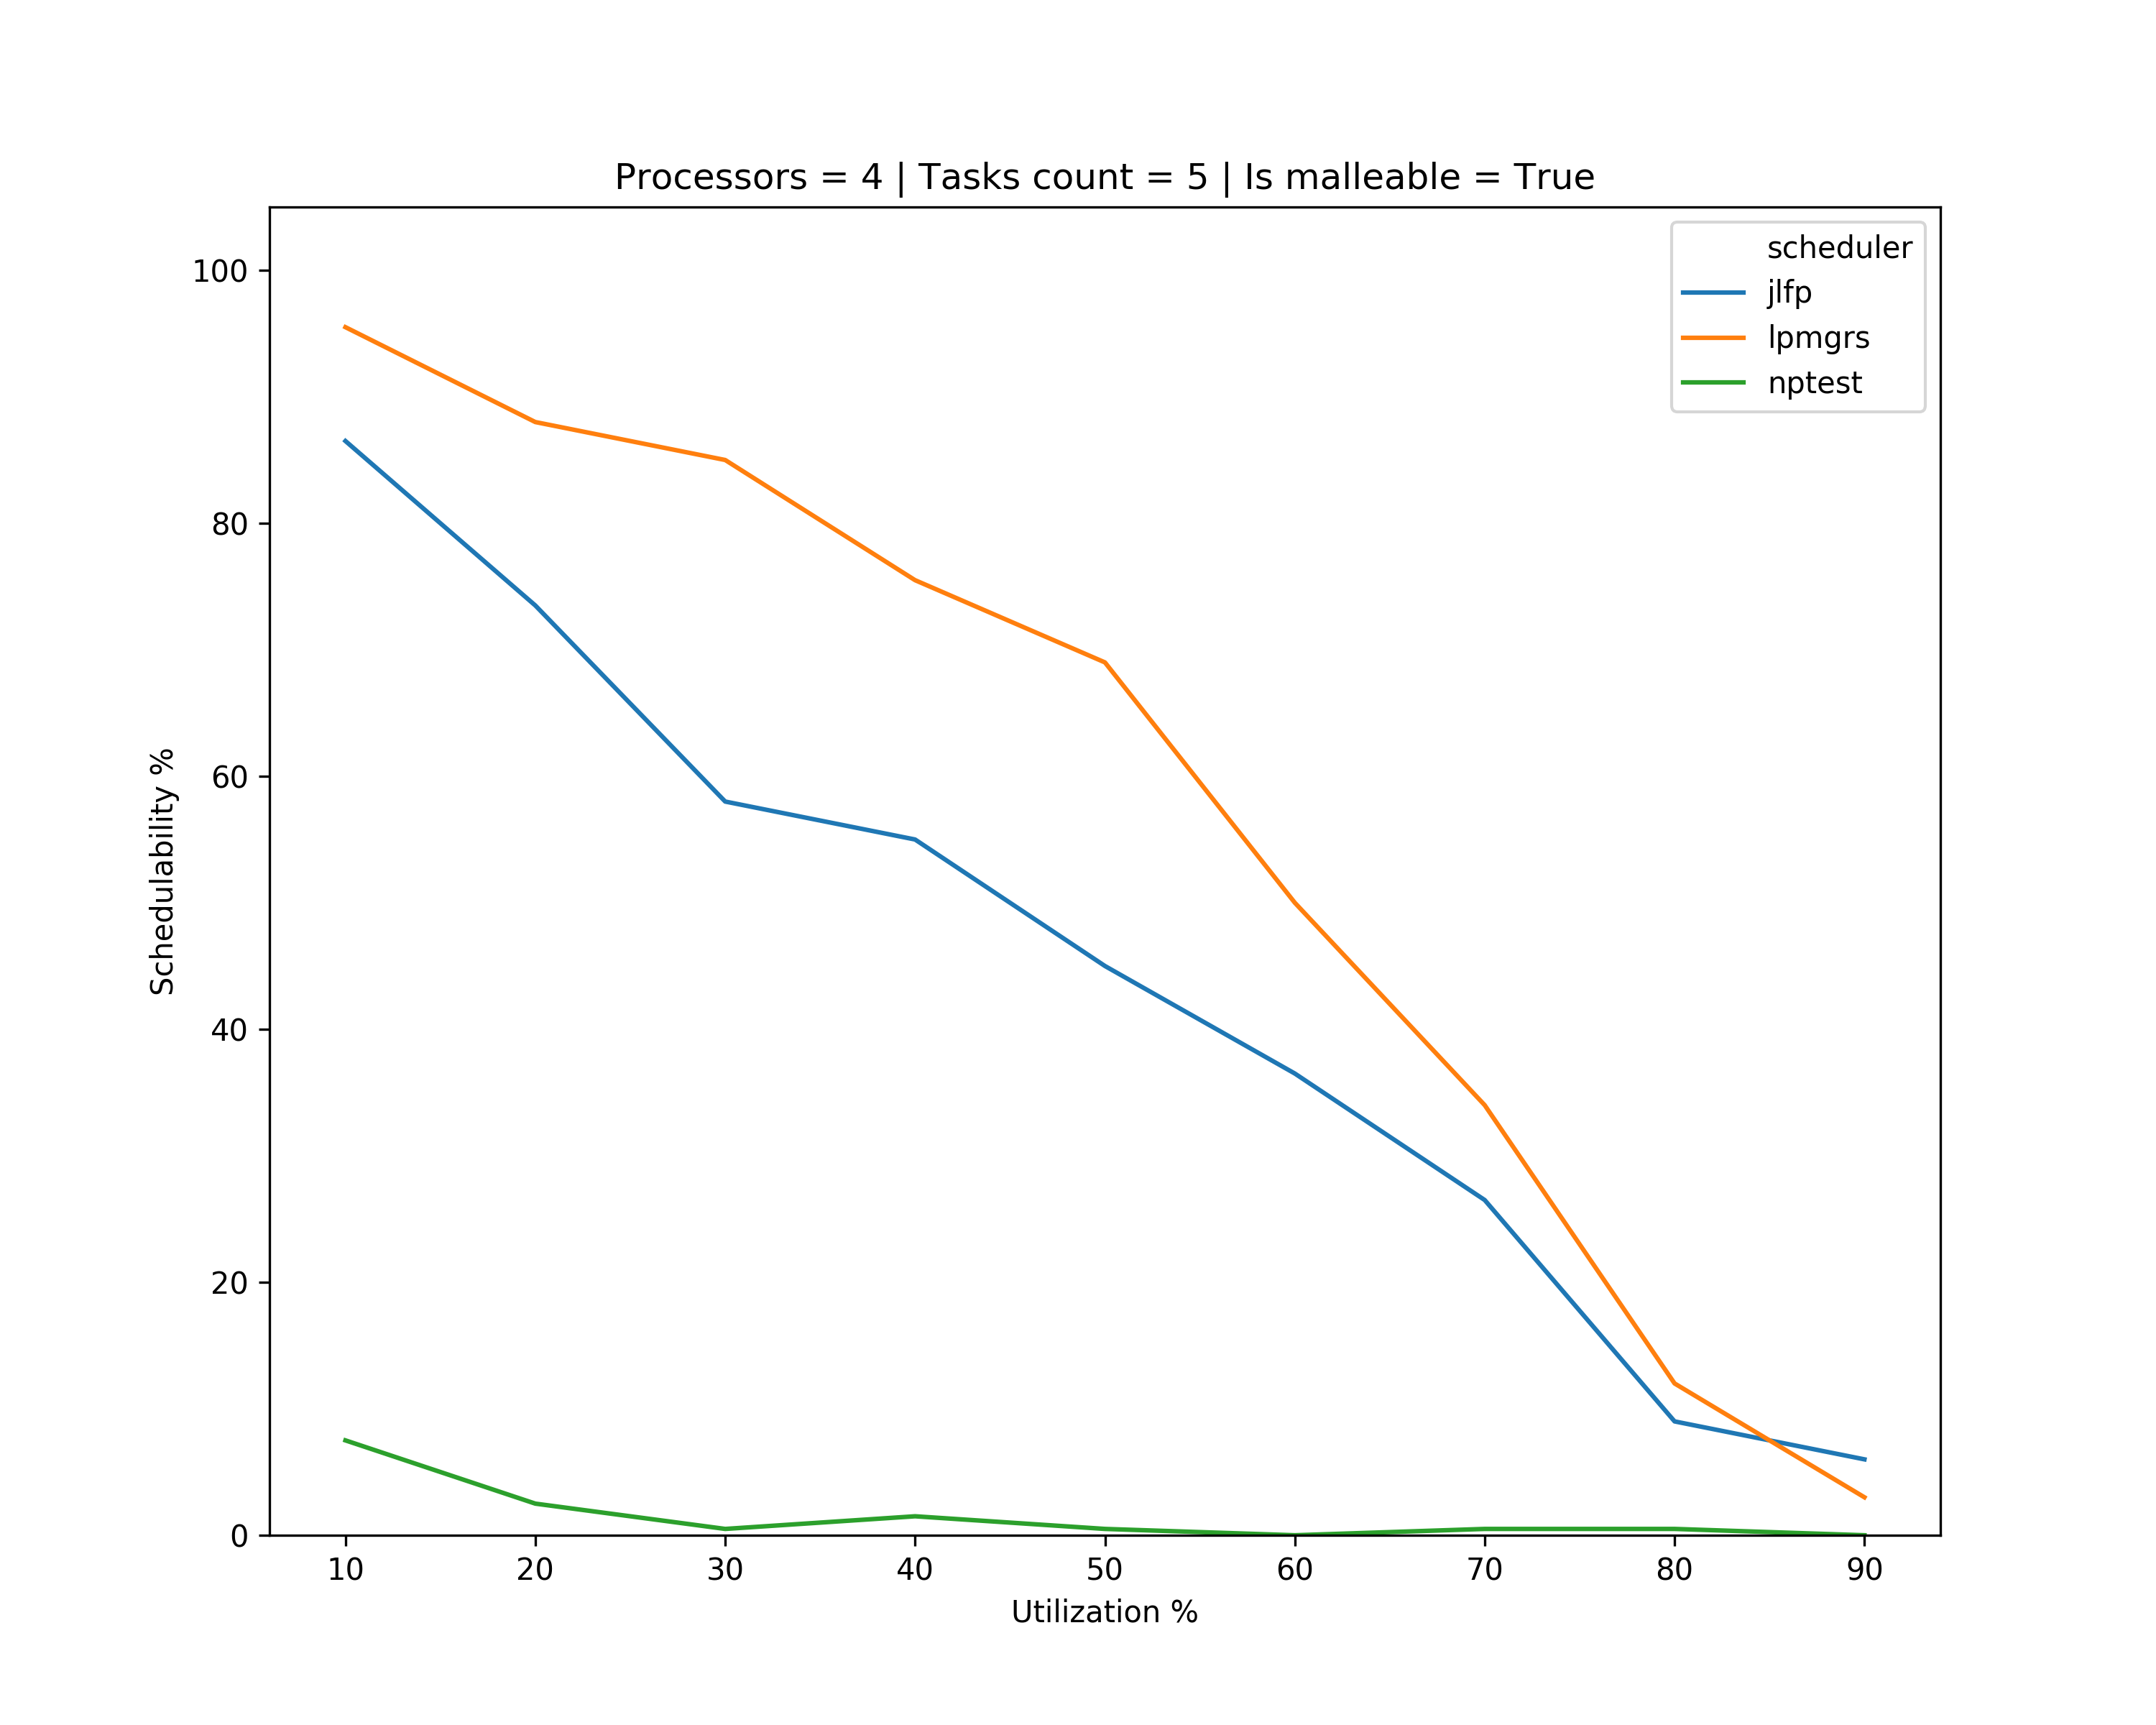 Processors = 4 | Tasks count = 5 | Is malleable = True
scheduler
jlfp
lpmgrs
nptest
Schedulability %
100
80
60
40
20
0
10 20 30 40 50 60 70 80 90
Utilization %